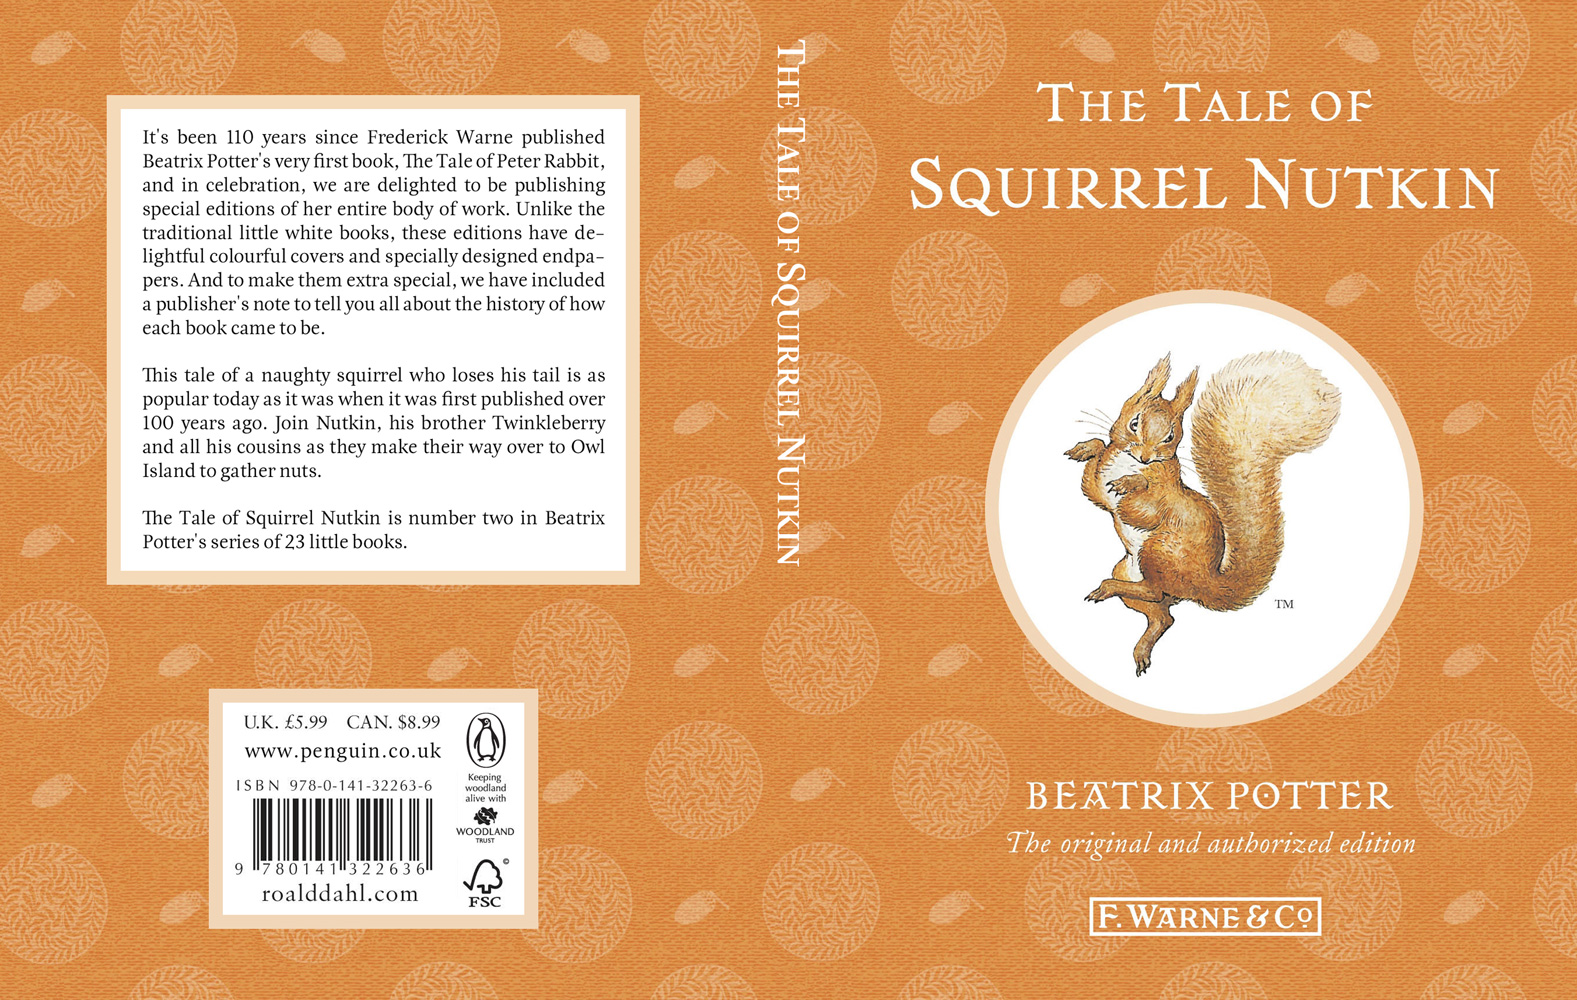 It's been 110 years since Frederick Warne published
Beatrix Potter's very first book, The Tale of Peter Rabbit,
and in celebration, we are delighted to be publishing
special editions of her entire body of work. Unlike the
traditional little white books, these editions have de-
lightful colourful covers and specially designed endpa-
pers. And to make them extra special, we have included
a publisher's note to tell you all about the history of how
each book came to be.
This tale of a naughty squirrel who loses his tail is as
popular today as it was when it was first published over
100 years ago. Join Nutkin, his brother Twinkleberry
and all his cousins as they make their way over to Owl
Island to gather nuts.
The Tale of Squirrel Nutkin is number two in Beatrix
Potter's series of 23 little books.
U.K. £5.99 CAN. $8.99
www.penguin.co.uk
ISBN 978-0-141-32263-6
9 780141 322636
roalddahl.com
Keeping
woodland
alive with
WOODLAND
TRUST
©
FSC
THE TALE OF SQUIRREL NUTKIN
THE TALE OF
SQUIRREL NUTKIN
TM
BEATRIX POTTER
The original and authorized edition
F. WARNE & Co